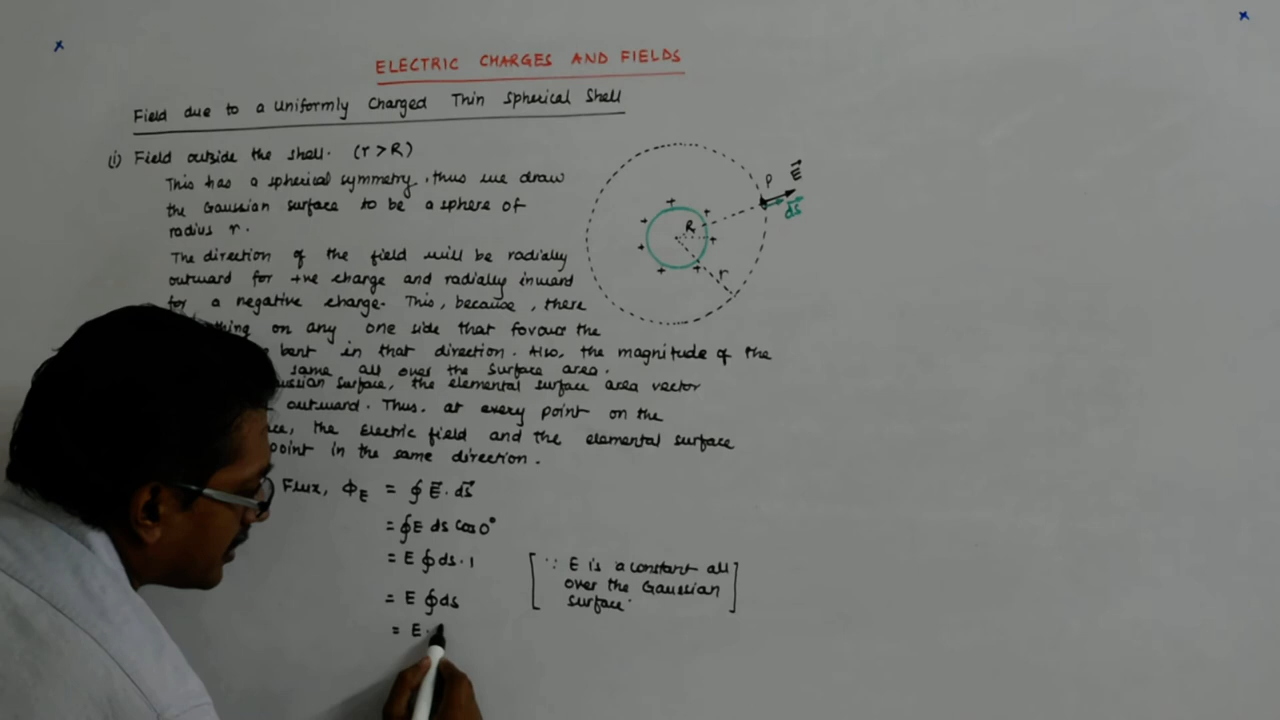 ELECTRIC CHARGES AND FIELDS
Field due to a Uniformly Charged Thin Spherical Shell
(i) Field outside the shell. (r > R)
This has a spherical symmetry, thus we draw
the Gaussian surface to be a sphere of
radius r.
The direction of the field will be radially
outward for +ve charge and radially inward
for a negative charge. This, because, there
on any one side that favour the
bent in that direction. Also, the magnitude of the
same all over the surface area.
surface, the elemental surface area vector
outward. Thus, at every point on the
the Electric field and the elemental surface
point in the same direction.
Flux, ΦE = ∮ E⃗. ds⃗
= ∮E ds cos 0°
= E ∮ds. 1 [∵ E is a constant all
over the Gaussian
surface.]
= E ∮ds
= E.
P E⃗
ds⃗
R
r
+ + + + + + +